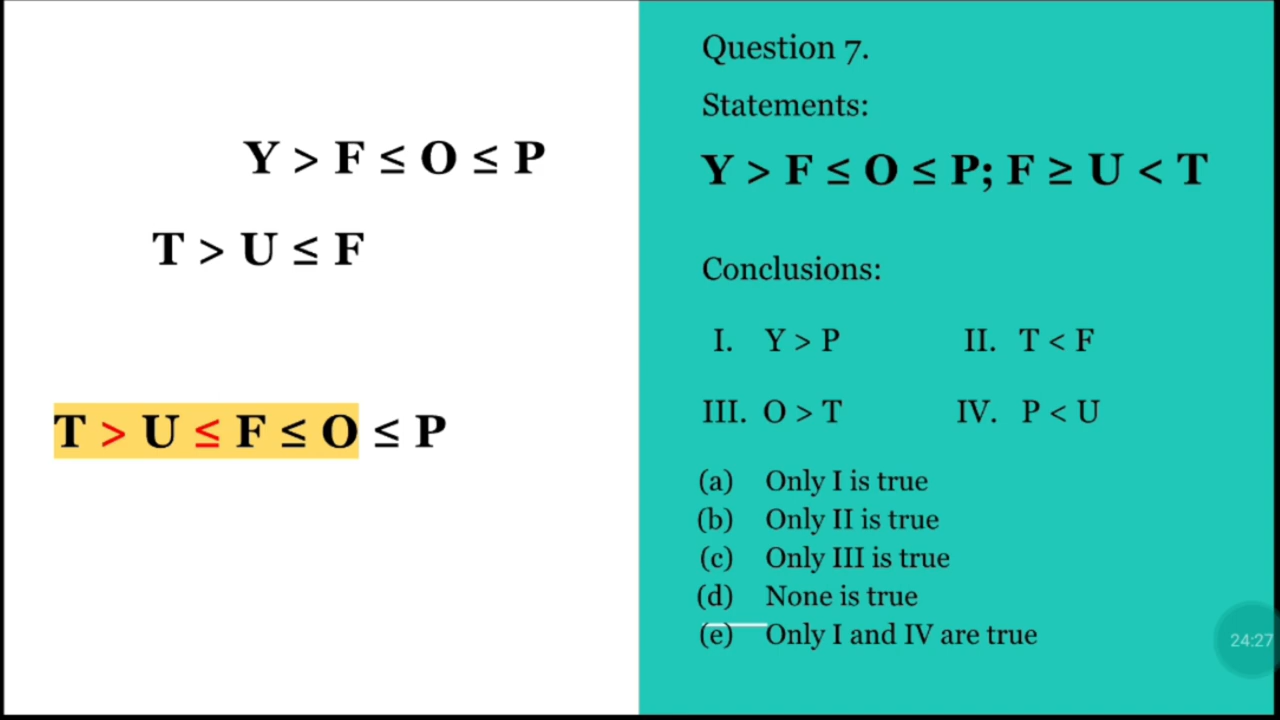 Y > F ≤ O ≤ P
T > U ≤ F
T > U ≤ F ≤ O ≤ P
Question 7.
Statements:
Y > F ≤ O ≤ P; F ≥ U < T
Conclusions:
I. Y > P II. T < F
III. O > T IV. P < U
(a) Only I is true
(b) Only II is true
(c) Only III is true
(d) None is true
(e) Only I and IV are true
24:27